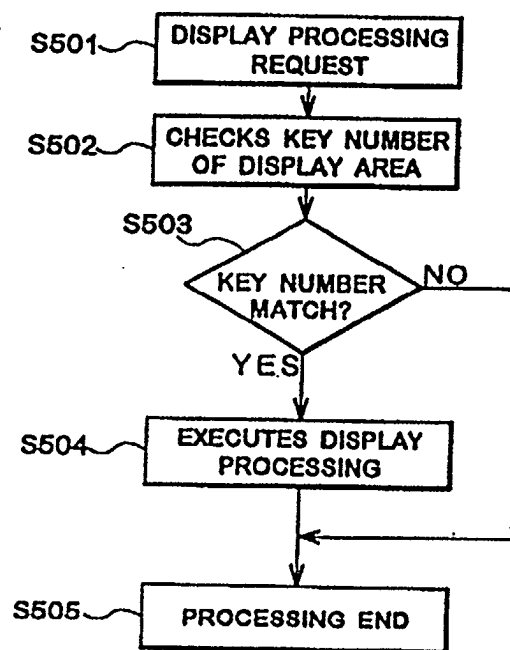 S501
DISPLAY PROCESSING
REQUEST
S502
CHECKS KEY NUMBER
OF DISPLAY AREA
S503
KEY NUMBER
MATCH?
NO
YES
S504
EXECUTES DISPLAY
PROCESSING
S505
PROCESSING END